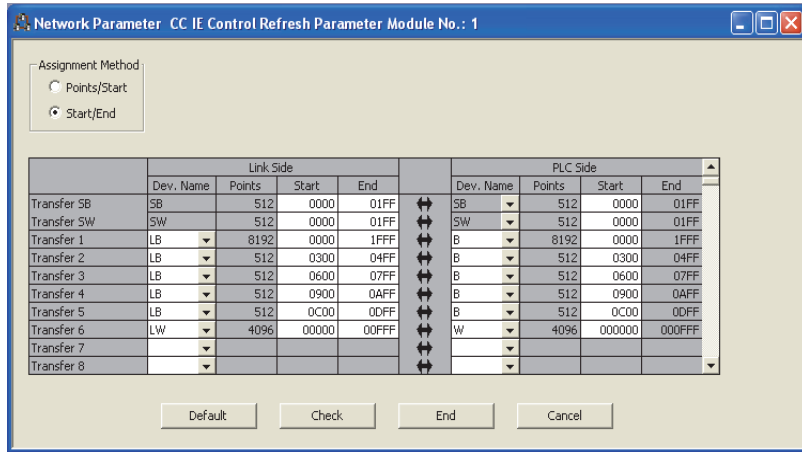 Network Parameter CC IE Control Refresh Parameter Module No.: 1
Assignment Method
Points/Start
Start/End
Link Side PLC Side
Dev. Name Points Start End Dev. Name Points Start End
Transfer SB SB 512 0000 01FF SB 512 0000 01FF
Transfer SW SW 512 0000 01FF SW 512 0000 01FF
Transfer 1 LB 8192 0000 1FFF B 8192 0000 1FFF
Transfer 2 LB 512 0300 04FF B 512 0300 04FF
Transfer 3 LB 512 0600 07FF B 512 0600 07FF
Transfer 4 LB 512 0900 0AFF B 512 0900 0AFF
Transfer 5 LB 512 0C00 0DFF B 512 0C00 0DFF
Transfer 6 LW 4096 00000 00FFF W 4096 000000 000FFF
Transfer 7
Transfer 8
Default Check End Cancel